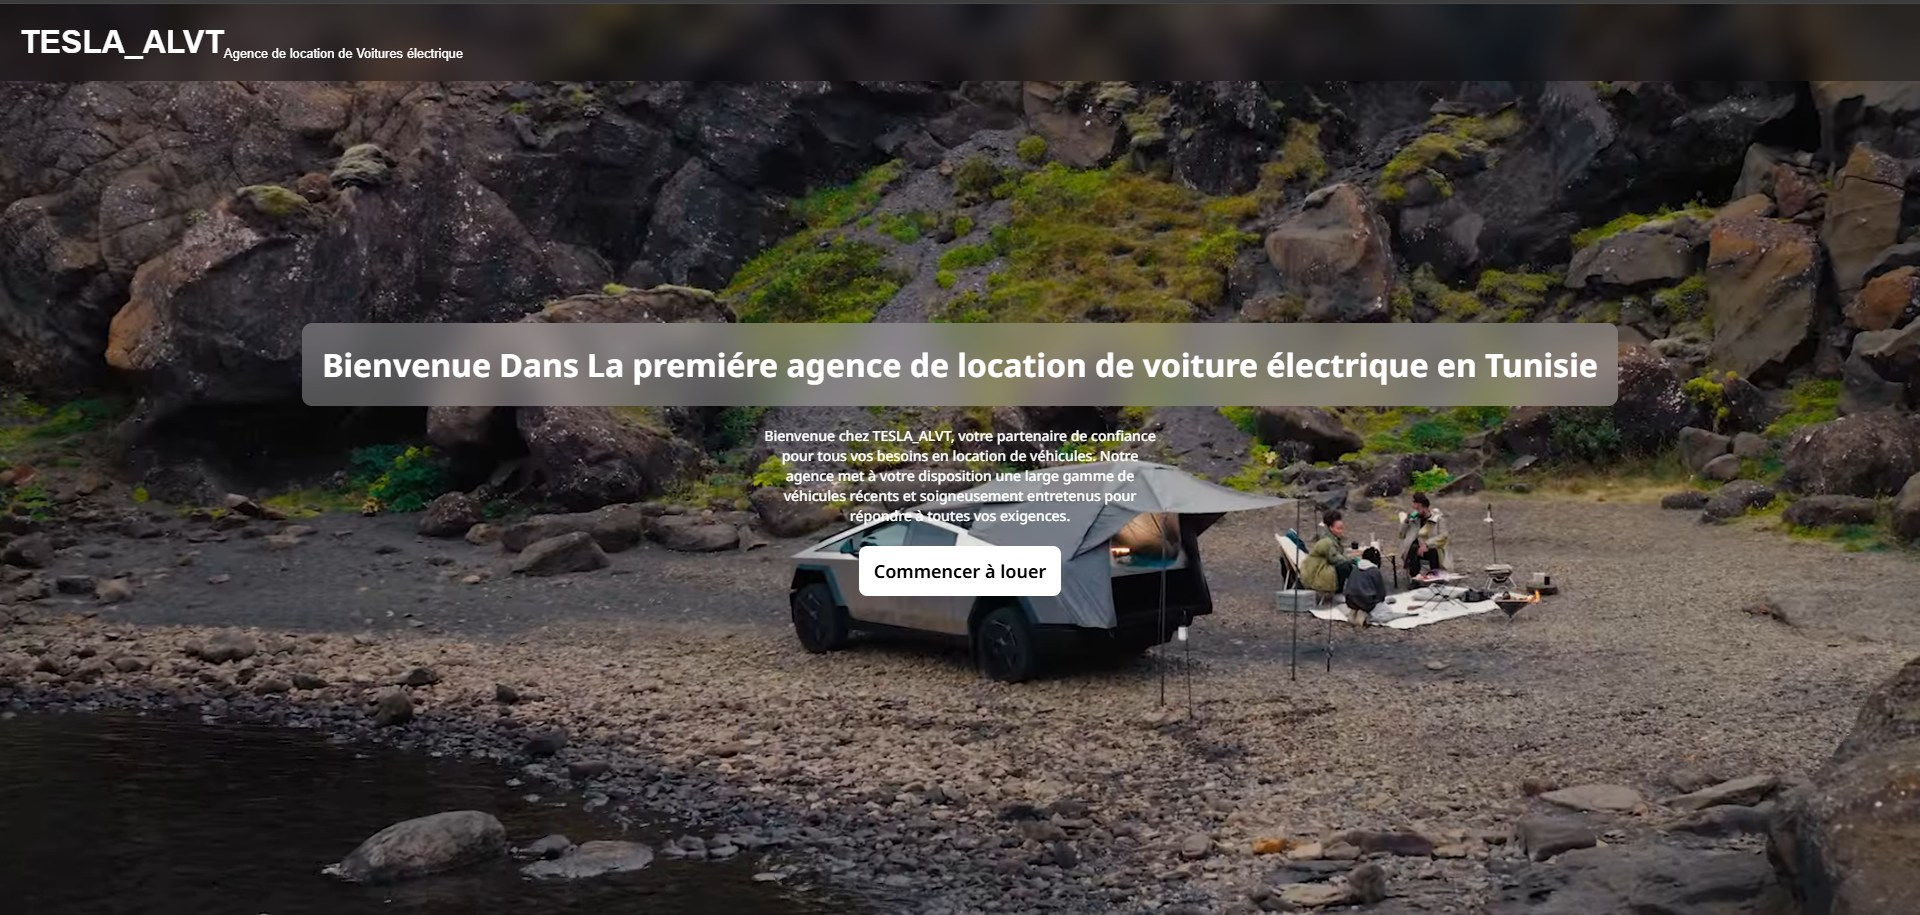 TESLA_ALVT Agence de location de Voitures électrique
Bienvenue Dans La premiére agence de location de voiture électrique en Tunisie
Bienvenue chez TESLA_ALVT, votre partenaire de confiance
pour tous vos besoins en location de véhicules. Notre
agence met à votre disposition une large gamme de
véhicules récents et soigneusement entretenus pour
répondre à toutes vos exigences.
Commencer à louer